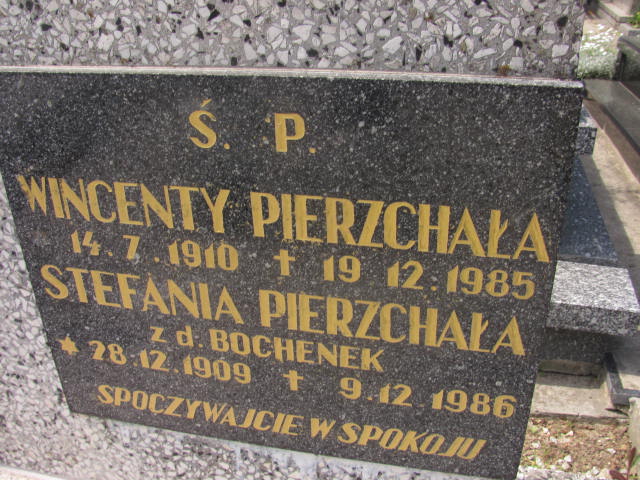 Ś. P.
WINCENTY PIERZCHAŁA
14.7.1910 † 19 12.1985
STEFANIA PIERZCHAŁA
z d. BOCHENEK
* 28.12.1909 † 9.12 1986
SPOCZYWAJCIE W SPOKOJU